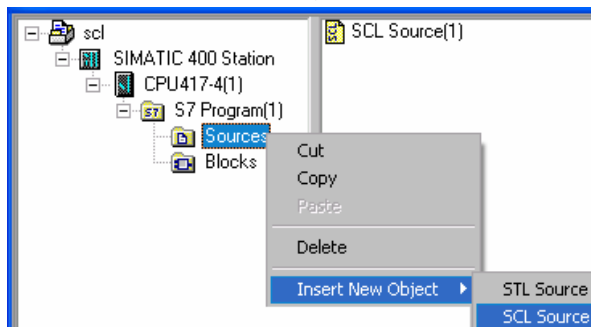 scl
SCL Source(1)
SIMATIC 400 Station
CPU417-4(1)
S7 Program(1)
Sources
Blocks
Cut
Copy
Paste
Delete
Insert New Object
STL Source
SCL Source